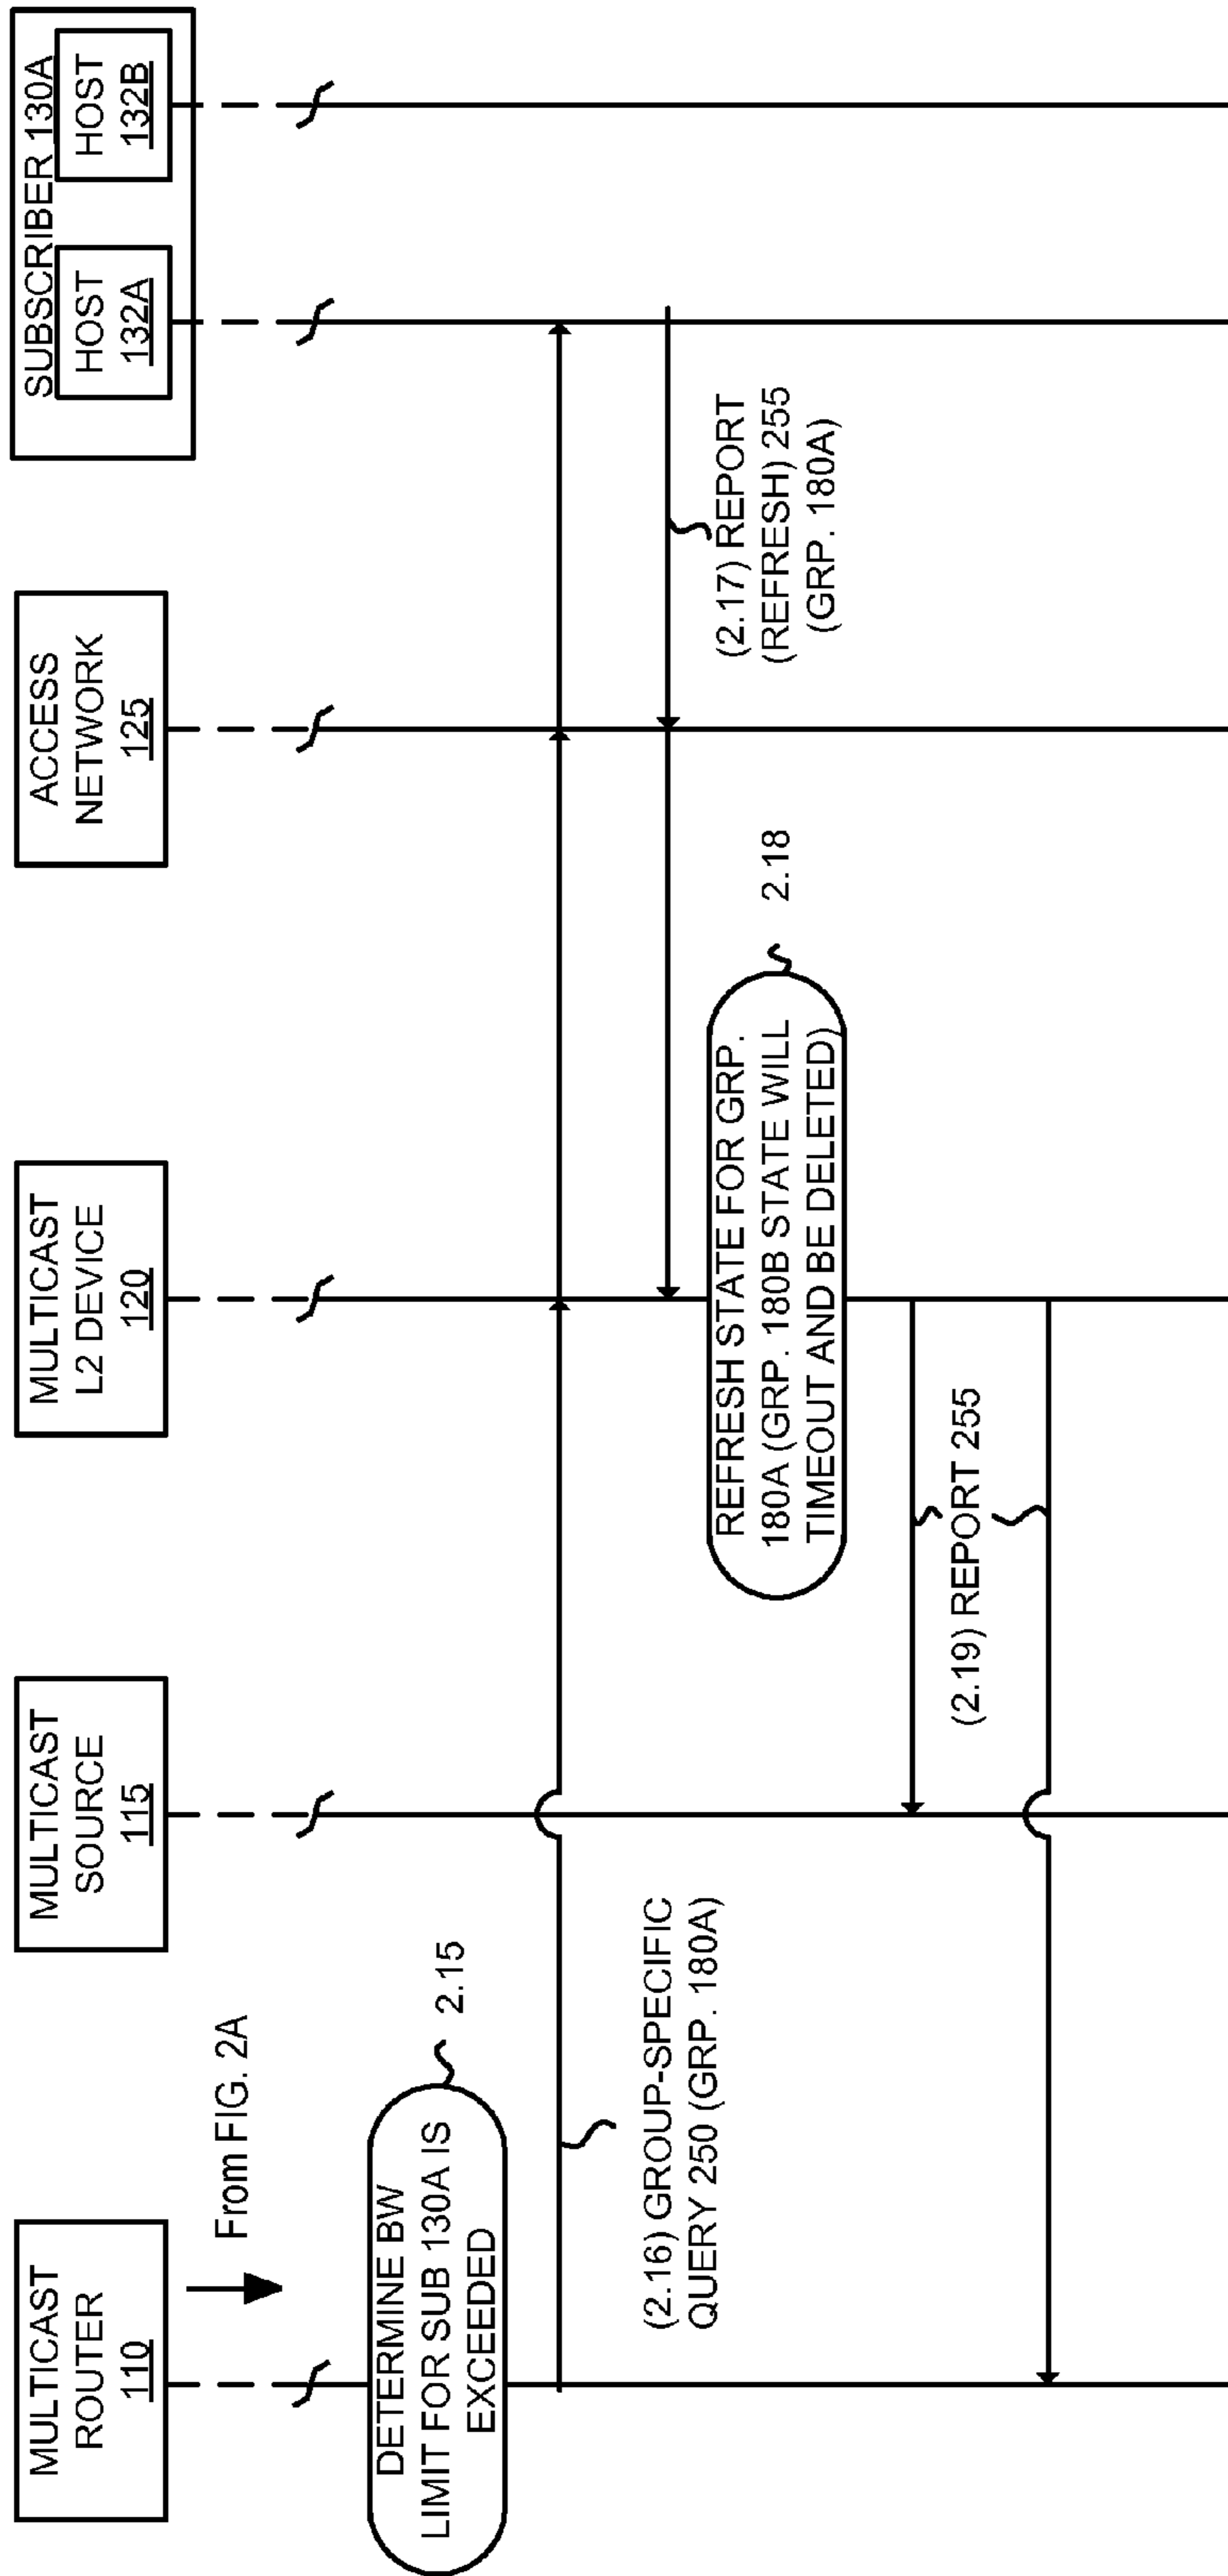 MULTICAST
ROUTER
110
MULTICAST
SOURCE
115
MULTICAST
L2 DEVICE
120
ACCESS
NETWORK
125
SUBSCRIBER 130A
HOST
132A
HOST
132B
From FIG. 2A
DETERMINE BW
LIMIT FOR SUB 130A IS
EXCEEDED
2.15
(2.16) GROUP-SPECIFIC
QUERY 250 (GRP. 180A)
(2.17) REPORT
(REFRESH) 255
(GRP. 180A)
REFRESH STATE FOR GRP.
180A (GRP. 180B STATE WILL
TIMEOUT AND BE DELETED)
2.18
(2.19) REPORT 255